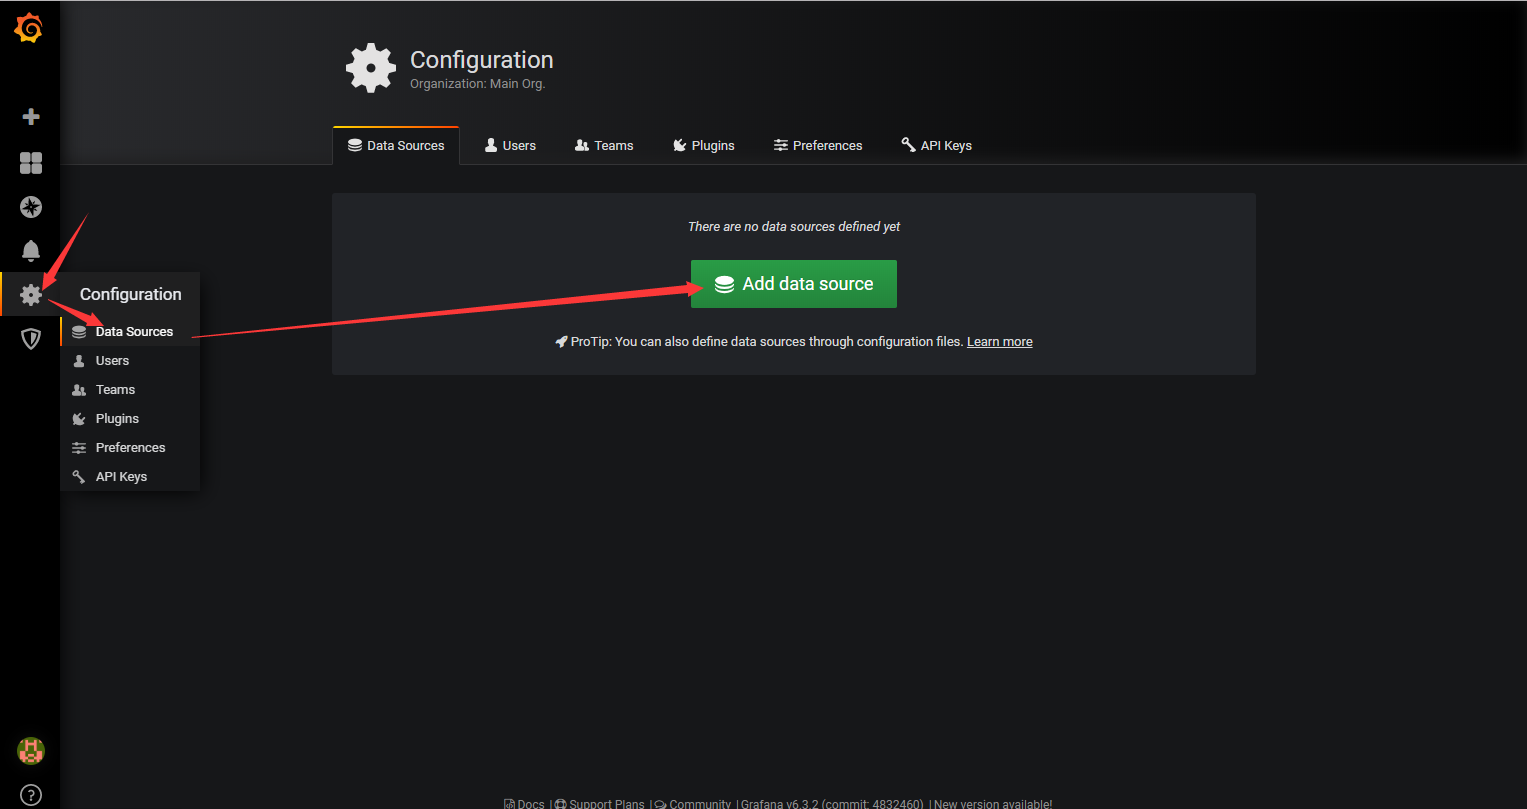 Configuration
Organization: Main Org.
Data Sources Users Teams Plugins Preferences API Keys
There are no data sources defined yet
Add data source
ProTip: You can also define data sources through configuration files. Learn more
Configuration
Data Sources
Users
Teams
Plugins
Preferences
API Keys
?
Docs | Support Plans | Community | Grafana v6.3.2 (commit: 4832460) | New version available!